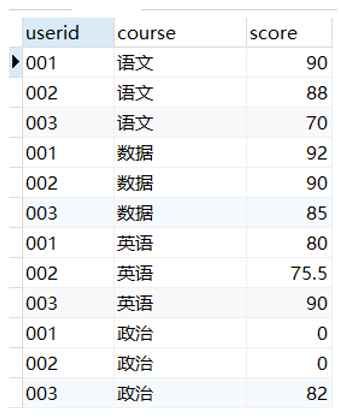 userid course score
001 语文 90
002 语文 88
003 语文 70
001 数据 92
002 数据 90
003 数据 85
001 英语 80
002 英语 75.5
003 英语 90
001 政治 0
002 政治 0
003 政治 82